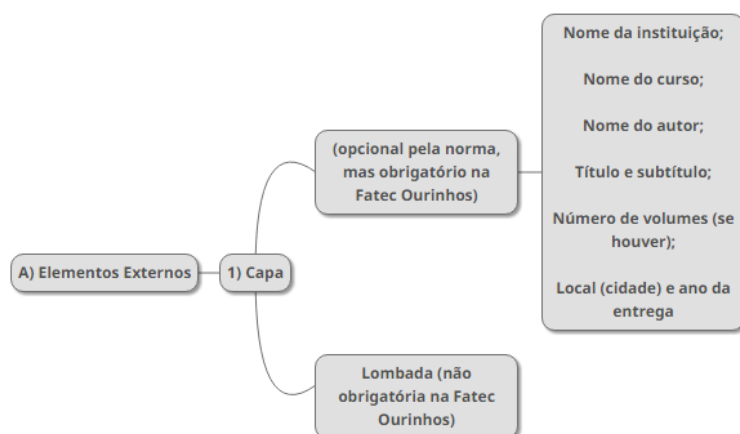 A) Elementos Externos
1) Capa
(opcional pela norma,
mas obrigatório na
Fatec Ourinhos)
Nome da instituição;
Nome do curso;
Nome do autor;
Título e subtítulo;
Número de volumes (se
houver);
Local (cidade) e ano da
entrega
Lombada (não
obrigatória na Fatec
Ourinhos)